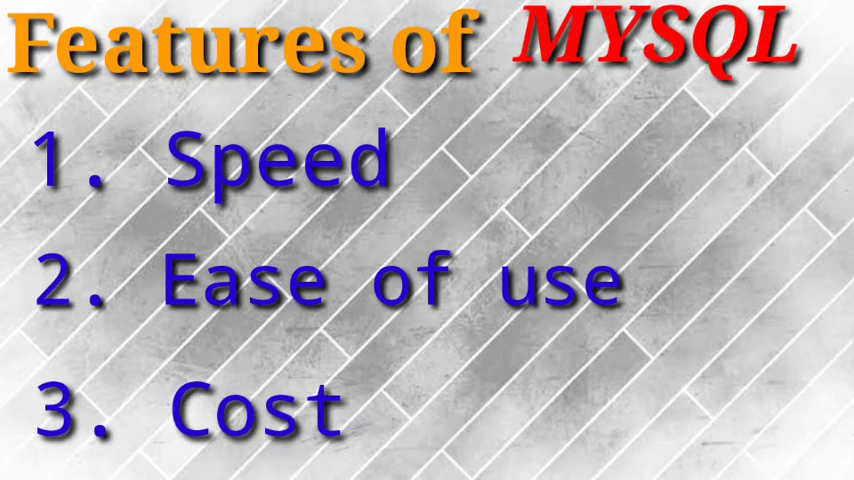 Features of MYSQL
1. Speed
2. Ease of use
3. Cost